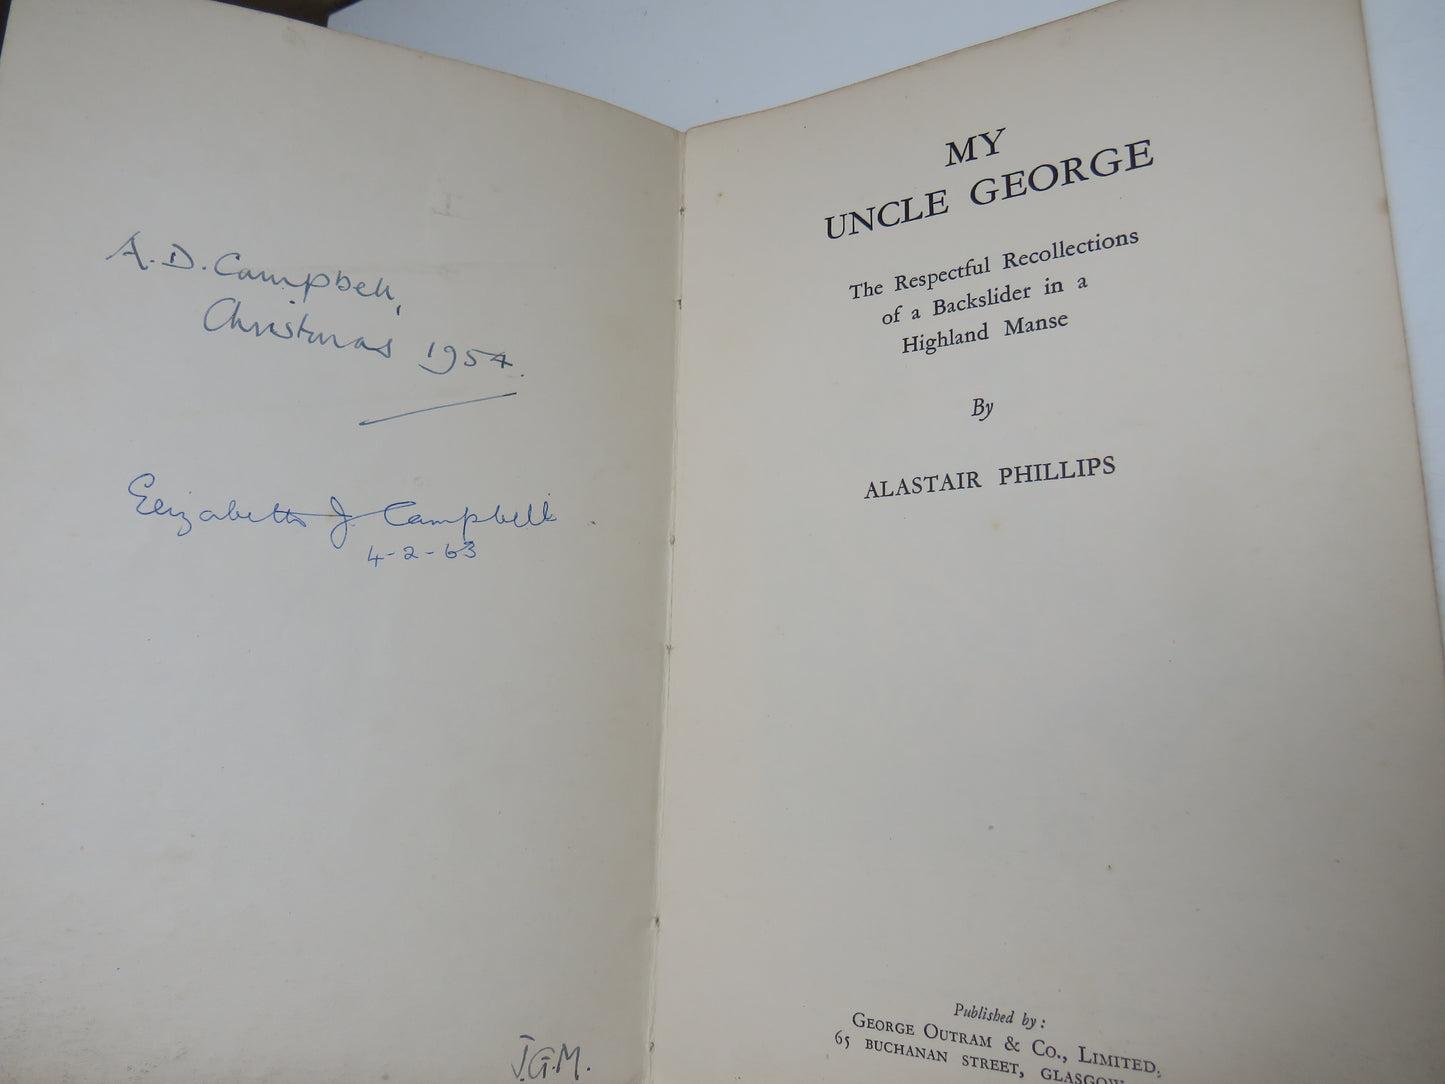 A. D. Campbell,
Christmas 1954.
Elizabeth J. Campbell.
4-2-63
J.G.M.
MY
UNCLE GEORGE
The Respectful Recollections
of a Backslider in a
Highland Manse
By
ALASTAIR PHILLIPS
Published by:
GEORGE OUTRAM & CO., LIMITED,
65 BUCHANAN STREET, GLASGOW